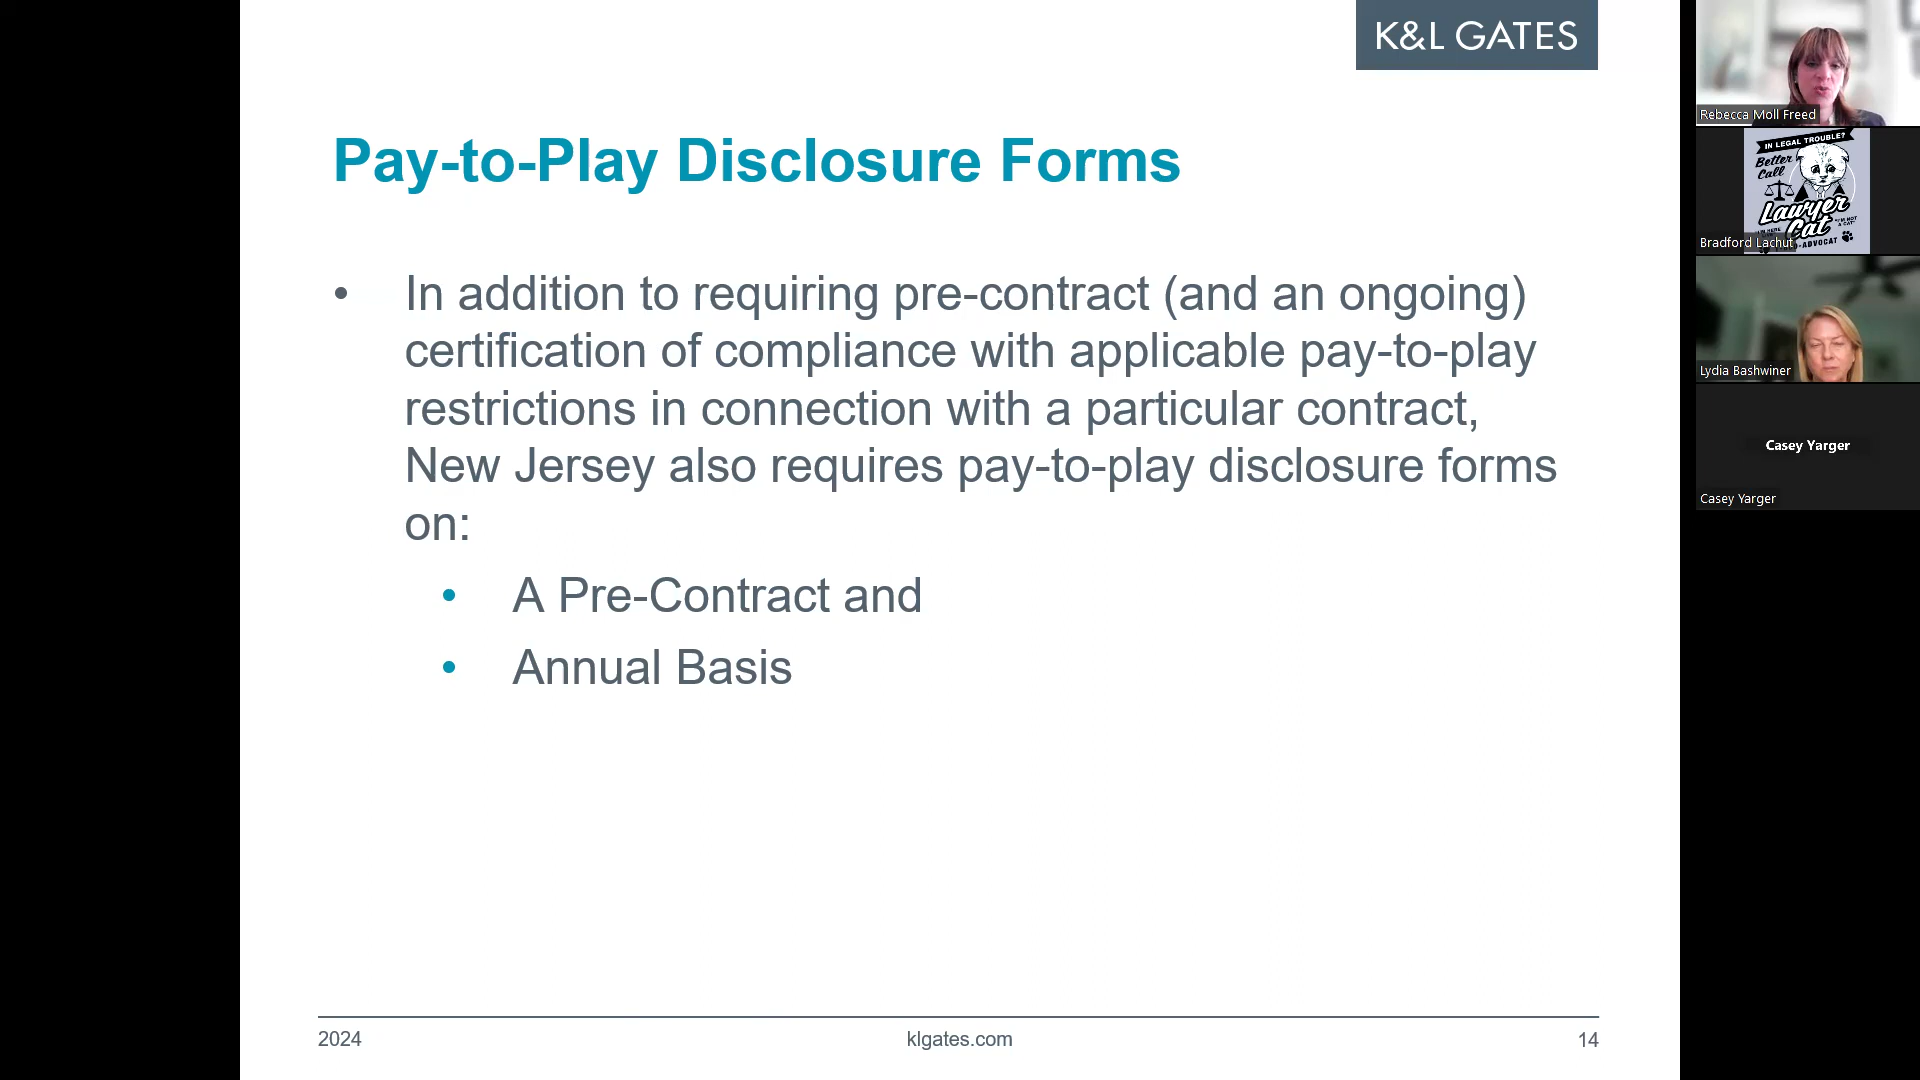 K&L GATES
Pay-to-Play Disclosure Forms
• In addition to requiring pre-contract (and an ongoing)
certification of compliance with applicable pay-to-play
restrictions in connection with a particular contract,
New Jersey also requires pay-to-play disclosure forms
on:
• A Pre-Contract and
• Annual Basis
2024
klgates.com
14
Rebecca Moll Freed
IN LEGAL TROUBLE?
Better
Call
Lawyer
Cat
"I'M NOT
A CAT"
-ADVOCAT
Bradford Lachut
Lydia Bashwiner
Casey Yarger
Casey Yarger